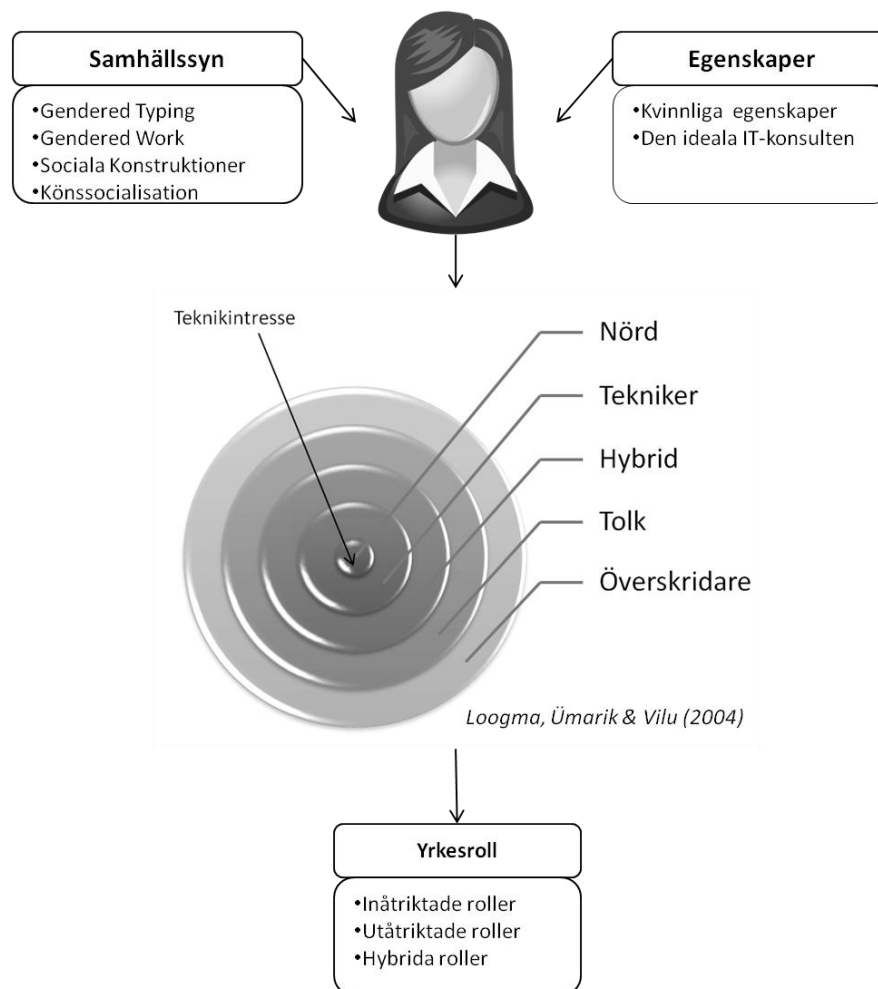 Samhällssyn
•Gendered Typing
•Gendered Work
•Sociala Konstruktioner
•Könssocialisation
Egenskaper
•Kvinnliga egenskaper
•Den ideala IT-konsulten
Teknikintresse
Nörd
Tekniker
Hybrid
Tolk
Överskridare
Loogma, Ümarik & Vilu (2004)
Yrkesroll
•Inåtriktade roller
•Utåtriktade roller
•Hybrida roller